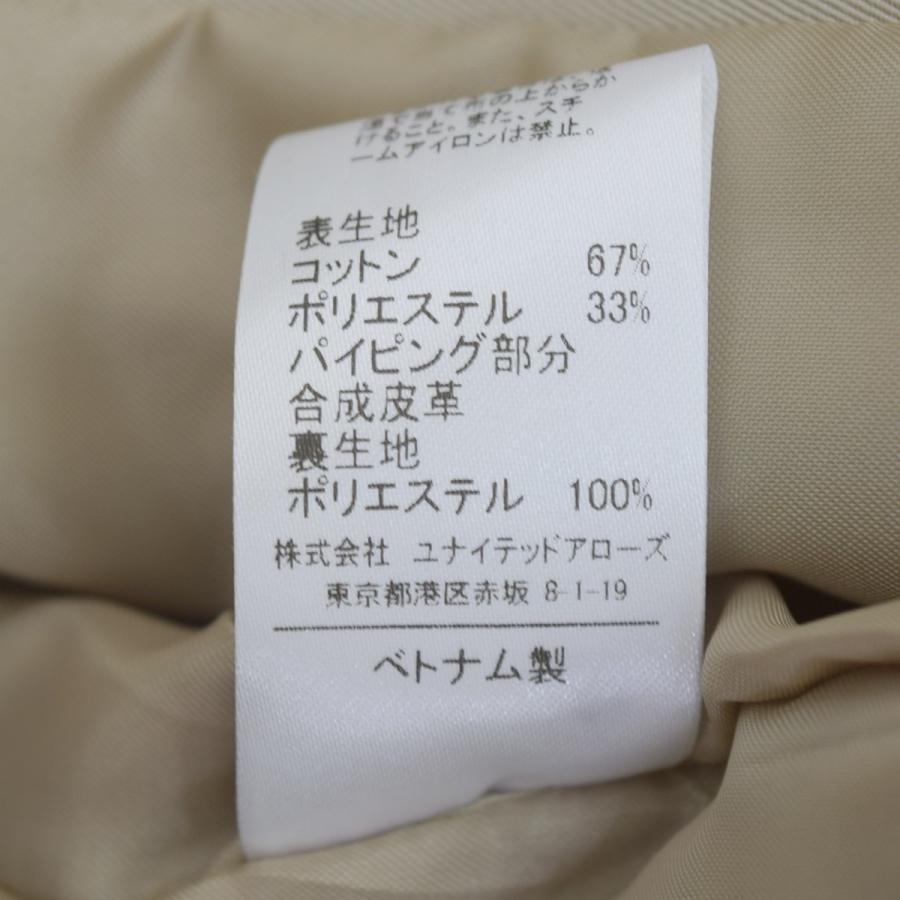 で当て布の上からか
けること。また、スチ
ームアイロンは禁止。
表生地
コットン 67%
ポリエステル 33%
パイピング部分
合成皮革
裏生地
ポリエステル 100%
株式会社 ユナイテッドアローズ
東京都港区赤坂 8-1-19
ベトナム製